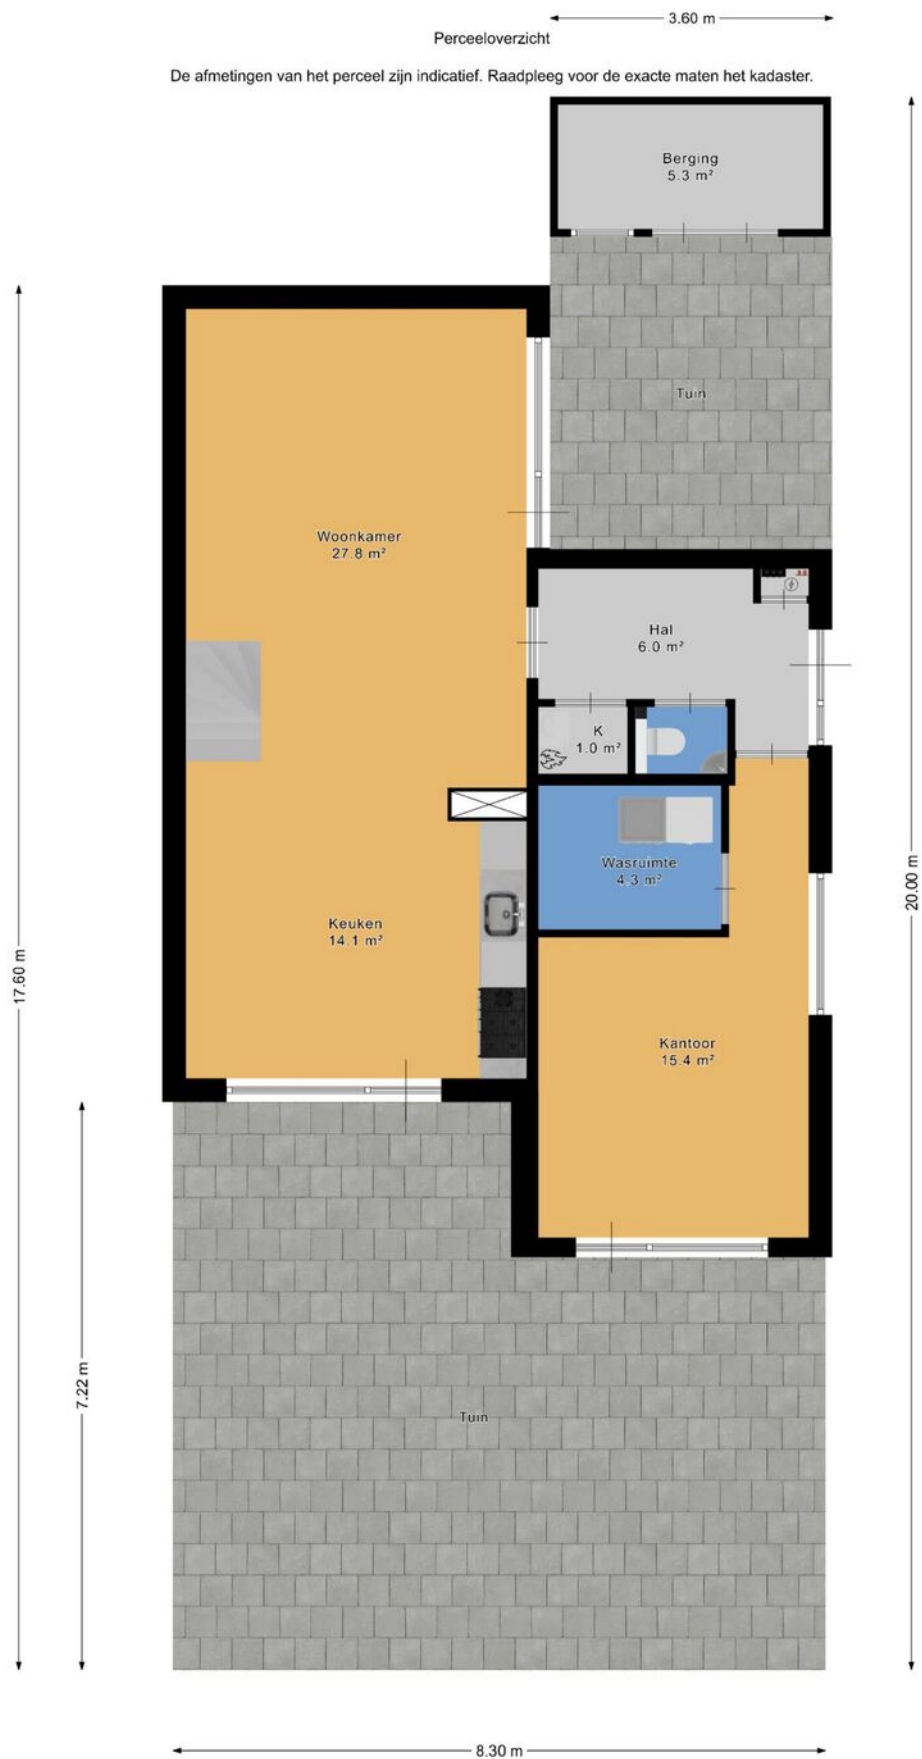 3.60 m
Perceeloverzicht
De afmetingen van het perceel zijn indicatief. Raadpleeg voor de exacte maten het kadaster.
Berging
5.3 m²
Tuin
Woonkamer
27.8 m²
Hal
6.0 m²
K
1.0 m²
Wasruimte
4.3 m²
20.00 m
Keuken
14.1 m²
17.60 m
Kantoor
15.4 m²
7.22 m
Tuin
8.30 m